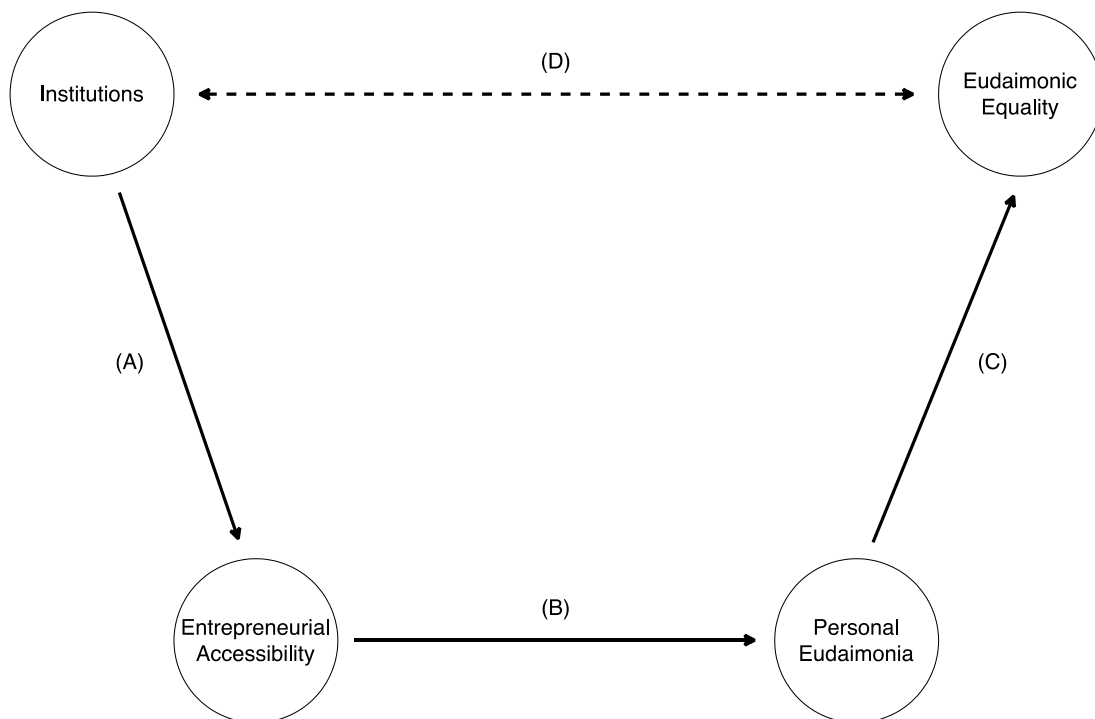 (D)
Institutions
Eudaimonic
Equality
(A)
(C)
(B)
Entrepreneurial
Accessibility
Personal
Eudaimonia